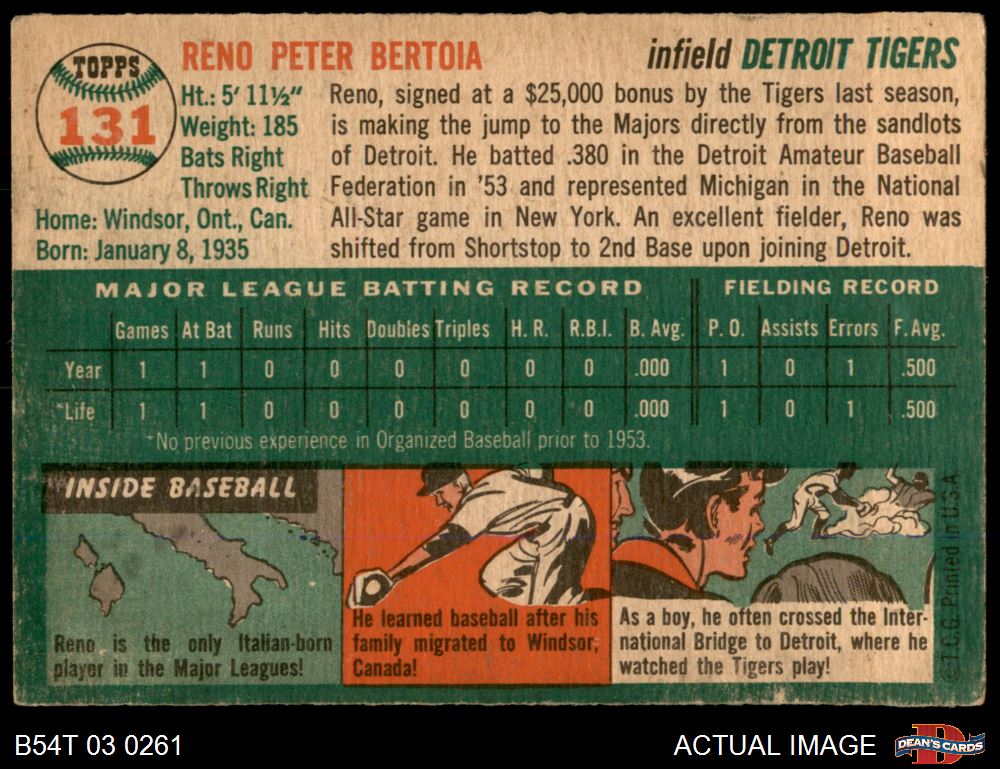 TOPPS
131
RENO PETER BERTOIA
infield DETROIT TIGERS
Ht.: 5' 11½"
Weight: 185
Bats Right
Throws Right
Home: Windsor, Ont., Can.
Born: January 8, 1935
Reno, signed at a $25,000 bonus by the Tigers last season,
is making the jump to the Majors directly from the sandlots
of Detroit. He batted .380 in the Detroit Amateur Baseball
Federation in '53 and represented Michigan in the National
All-Star game in New York. An excellent fielder, Reno was
shifted from Shortstop to 2nd Base upon joining Detroit.
MAJOR LEAGUE BATTING RECORD FIELDING RECORD
Games At Bat Runs Hits Doubles Triples H. R. R.B.I. B. Avg. P. O. Assists Errors F. Avg.
Year 1 1 0 0 0 0 0 0 .000 1 0 1 .500
*Life 1 1 0 0 0 0 0 0 .000 1 0 1 .500
*No previous experience in Organized Baseball prior to 1953.
INSIDE BASEBALL
Reno is the only Italian-born
player in the Major Leagues!
He learned baseball after his
family migrated to Windsor,
Canada!
As a boy, he often crossed the Inter-
national Bridge to Detroit, where he
watched the Tigers play!
© T.C.G. Printed in U.S.A.
B54T 03 0261
ACTUAL IMAGE
D
DEAN'S CARDS